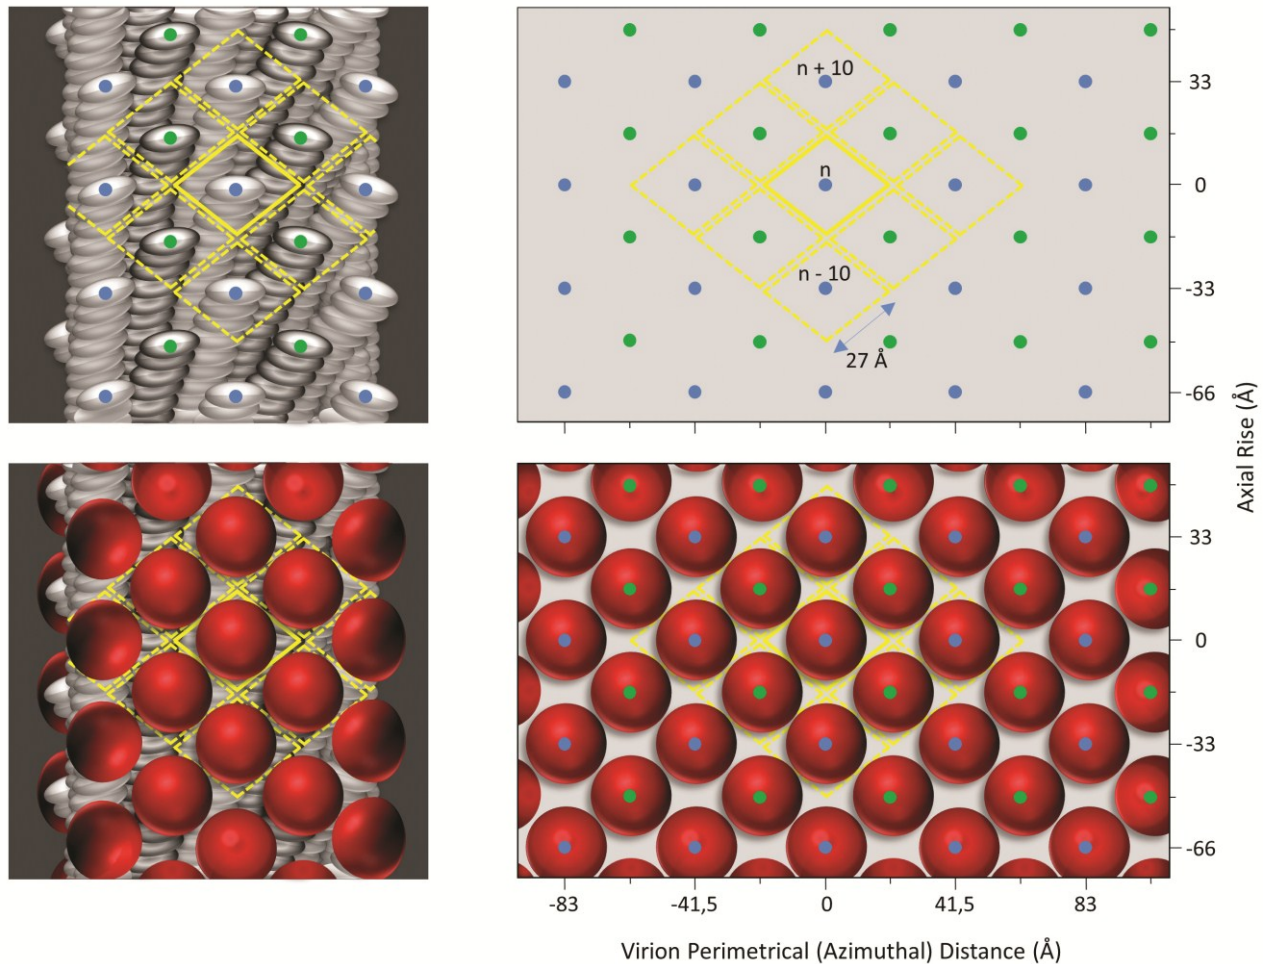 n + 10
33
n
0
n - 10
-33
27 Å
-66
Axial Rise (Å)
33
0
-33
-66
-83
-41,5
0
41,5
83
Virion Perimetrical (Azimuthal) Distance (Å)